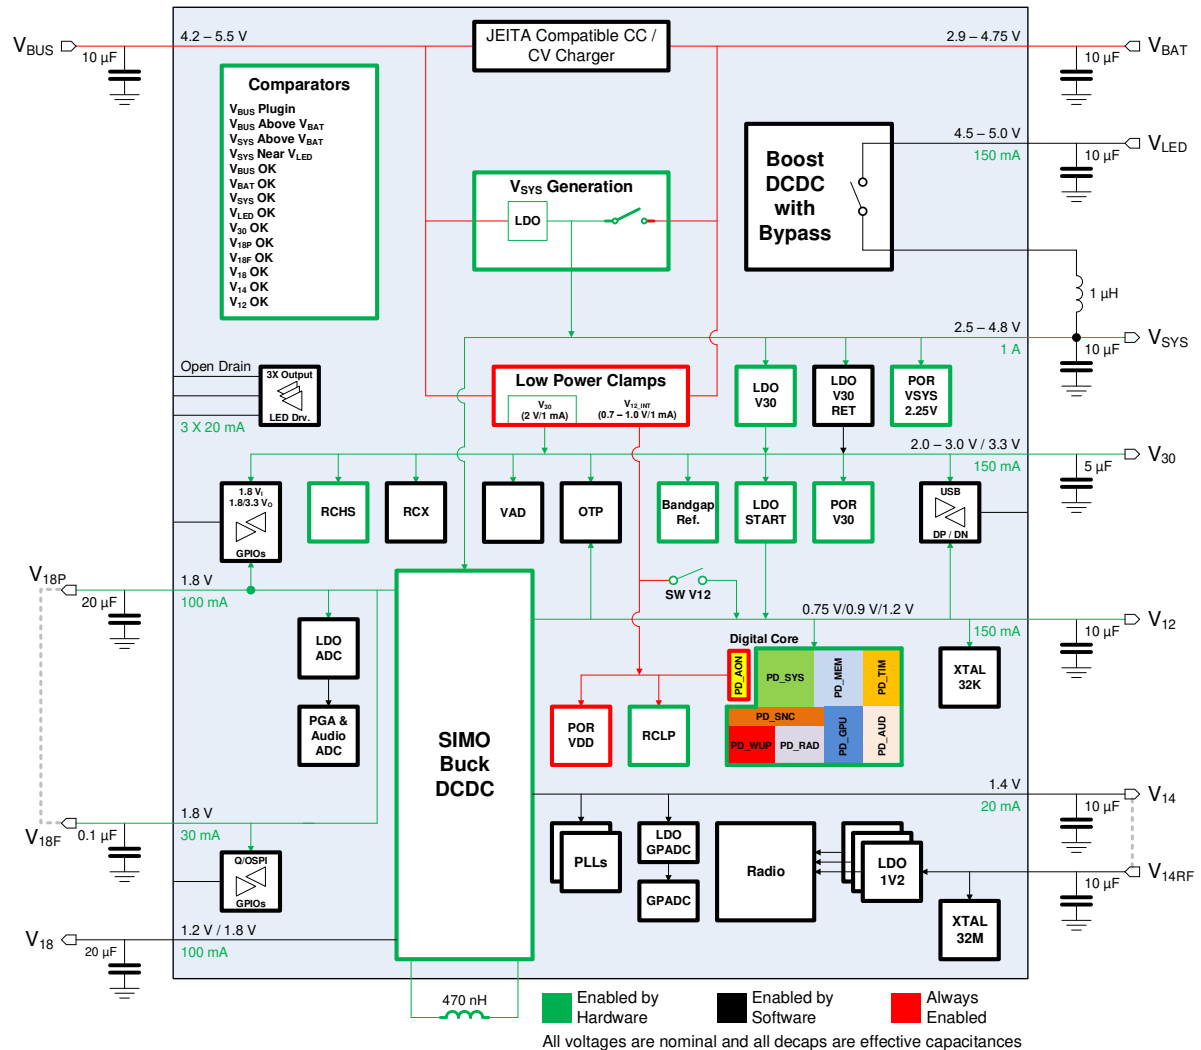 VBUS
4.2 – 5.5 V
10 µF
JEITA Compatible CC /
CV Charger
2.9 – 4.75 V
VBAT
10 µF
Comparators
VBUS Plugin
VBUS Above VBAT
VSYS Above VBAT
VSYS Near VLED
VBUS OK
VBAT OK
VSYS OK
VLED OK
V30 OK
V18P OK
V18F OK
V18 OK
V14 OK
V12 OK
VSYS Generation
LDO
Boost
DCDC
with
Bypass
4.5 – 5.0 V
150 mA
VLED
10 µF
1 µH
2.5 – 4.8 V
1 A
VSYS
10 µF
Open Drain
3X Output
LED Drv.
3 X 20 mA
Low Power Clamps
V30
(2 V/1 mA)
V12_INT
(0.7 – 1.0 V/1 mA)
LDO
V30
LDO
V30
RET
POR
VSYS
2.25V
2.0 – 3.0 V / 3.3 V
150 mA
V30
5 µF
1.8 VI
1.8/3.3 VO
GPIOs
RCHS
RCX
VAD
OTP
Bandgap
Ref.
LDO
START
POR
V30
USB
DP / DN
V18P
1.8 V
100 mA
20 µF
SW V12
0.75 V/0.9 V/1.2 V
150 mA
V12
10 µF
LDO
ADC
PGA &
Audio
ADC
SIMO
Buck
DCDC
Digital Core
PD_AON
PD_SYS
PD_MEM
PD_TIM
PD_SNC
PD_WUP
PD_RAD
PD_GPU
PD_AUD
XTAL
32K
POR
VDD
RCLP
1.4 V
20 mA
V14
10 µF
1.8 V
30 mA
V18F
0.1 µF
Q/OSPI
GPIOs
PLLs
LDO
GPADC
GPADC
Radio
LDO
1V2
V14RF
10 µF
XTAL
32M
V18
1.2 V / 1.8 V
100 mA
20 µF
470 nH
Enabled by
Hardware
Enabled by
Software
Always
Enabled
All voltages are nominal and all decaps are effective capacitances